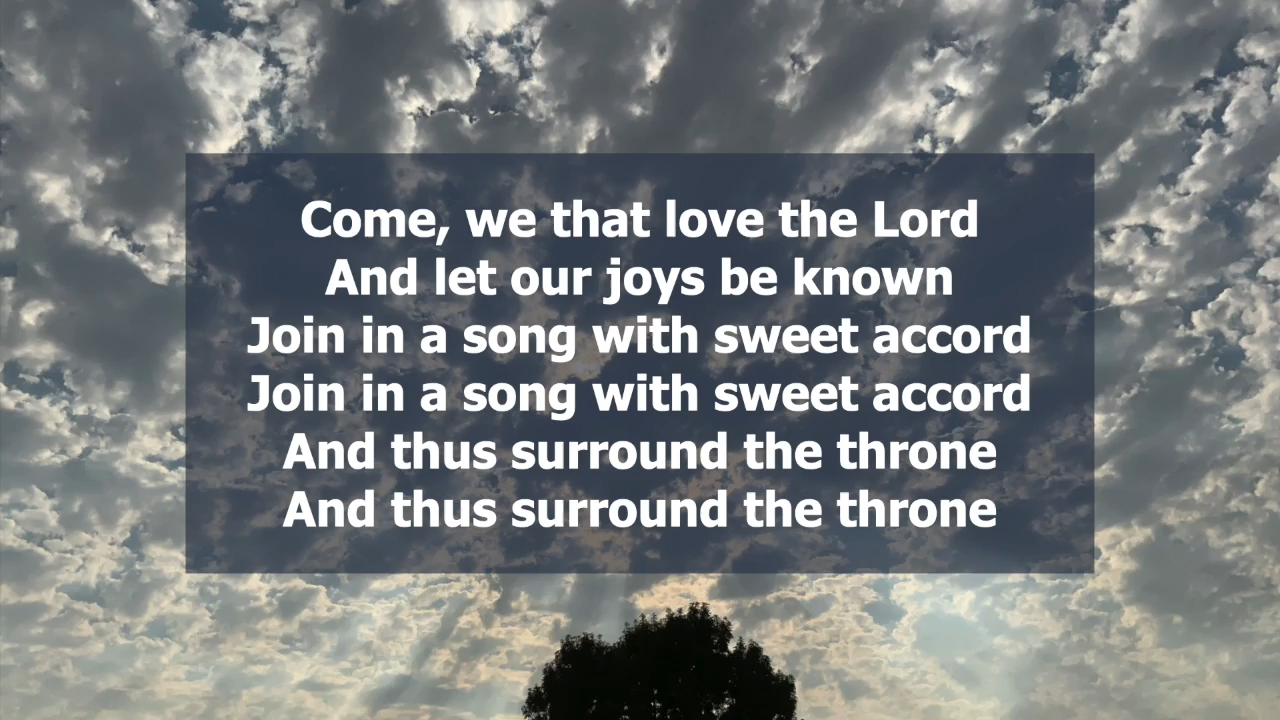 Come, we that love the Lord
And let our joys be known
Join in a song with sweet accord
Join in a song with sweet accord
And thus surround the throne
And thus surround the throne